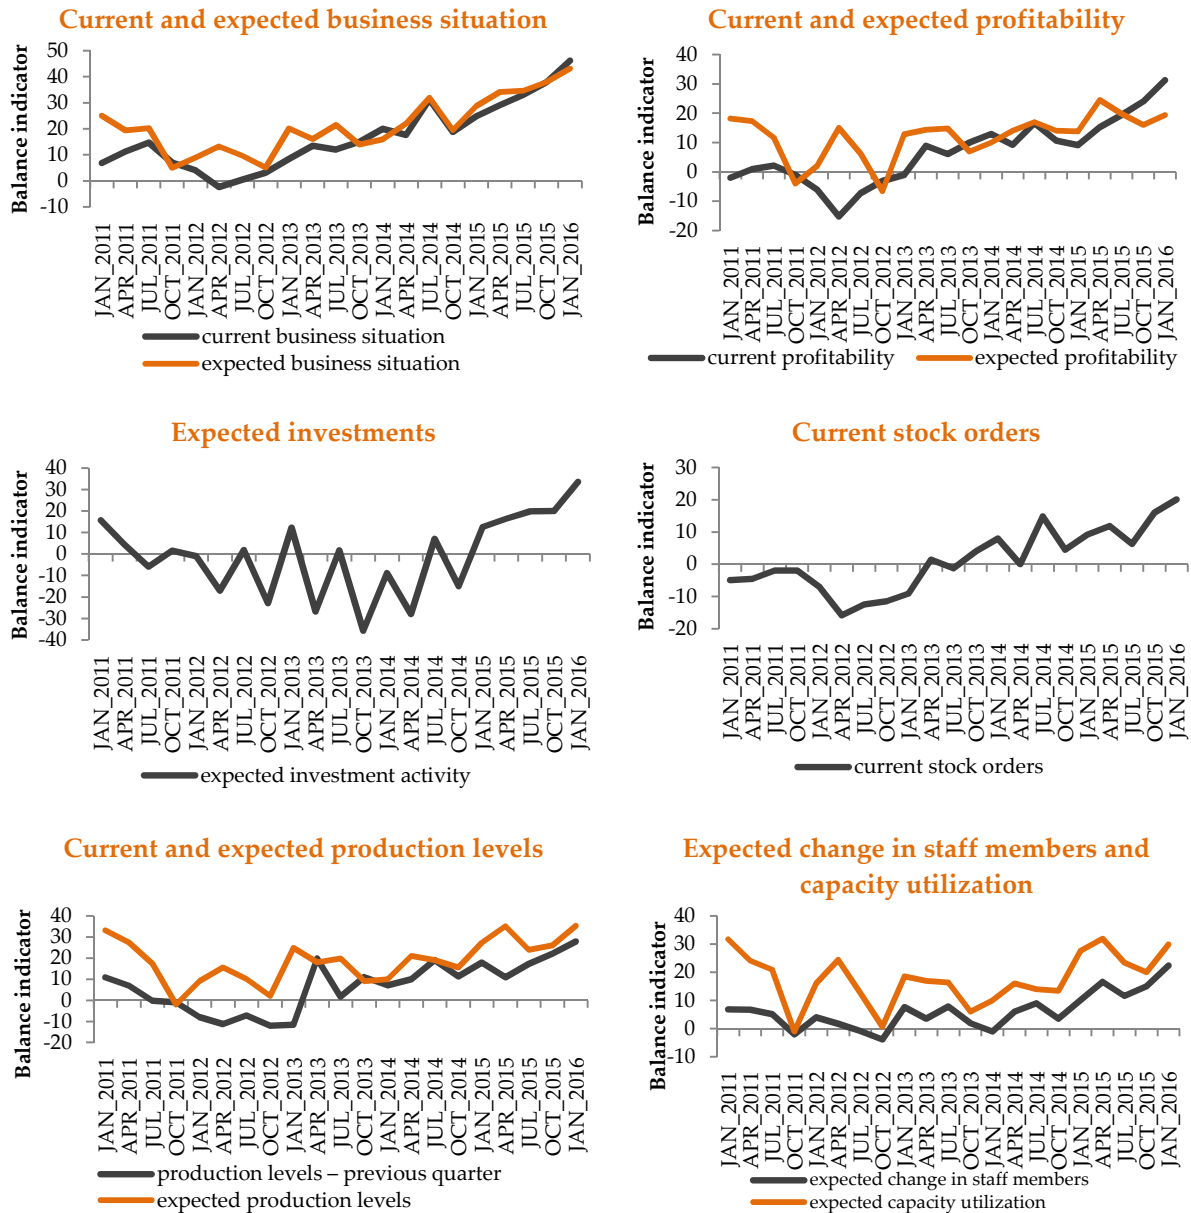 Current and expected business situation
Balance indicator
50
40
30
20
10
0
-10
JAN_2011
APR_2011
JUL_2011
OCT_2011
JAN_2012
APR_2012
JUL_2012
OCT_2012
JAN_2013
APR_2013
JUL_2013
OCT_2013
JAN_2014
APR_2014
JUL_2014
OCT_2014
JAN_2015
APR_2015
JUL_2015
OCT_2015
JAN_2016
current business situation
expected business situation
Current and expected profitability
Balance indicator
40
30
20
10
0
-10
-20
JAN_2011
APR_2011
JUL_2011
OCT_2011
JAN_2012
APR_2012
JUL_2012
OCT_2012
JAN_2013
APR_2013
JUL_2013
OCT_2013
JAN_2014
APR_2014
JUL_2014
OCT_2014
JAN_2015
APR_2015
JUL_2015
OCT_2015
JAN_2016
current profitability
expected profitability
Expected investments
Balance indicator
40
30
20
10
0
-10
-20
-30
-40
JAN_2011
APR_2011
JUL_2011
OCT_2011
JAN_2012
APR_2012
JUL_2012
OCT_2012
JAN_2013
APR_2013
JUL_2013
OCT_2013
JAN_2014
APR_2014
JUL_2014
OCT_2014
JAN_2015
APR_2015
JUL_2015
OCT_2015
JAN_2016
expected investment activity
Current stock orders
Balance indicator
30
20
10
0
-10
-20
JAN_2011
APR_2011
JUL_2011
OCT_2011
JAN_2012
APR_2012
JUL_2012
OCT_2012
JAN_2013
APR_2013
JUL_2013
OCT_2013
JAN_2014
APR_2014
JUL_2014
OCT_2014
JAN_2015
APR_2015
JUL_2015
OCT_2015
JAN_2016
current stock orders
Current and expected production levels
Balance indicator
40
30
20
10
0
-10
-20
JAN_2011
APR_2011
JUL_2011
OCT_2011
JAN_2012
APR_2012
JUL_2012
OCT_2012
JAN_2013
APR_2013
JUL_2013
OCT_2013
JAN_2014
APR_2014
JUL_2014
OCT_2014
JAN_2015
APR_2015
JUL_2015
OCT_2015
JAN_2016
production levels – previous quarter
expected production levels
Expected change in staff members and
capacity utilization
Balance indicator
40
30
20
10
0
-10
JAN_2011
APR_2011
JUL_2011
OCT_2011
JAN_2012
APR_2012
JUL_2012
OCT_2012
JAN_2013
APR_2013
JUL_2013
OCT_2013
JAN_2014
APR_2014
JUL_2014
OCT_2014
JAN_2015
APR_2015
JUL_2015
OCT_2015
JAN_2016
expected change in staff members
expected capacity utilization